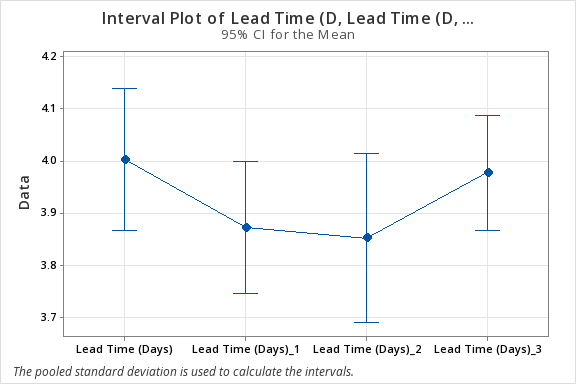 Interval Plot of Lead Time (D, Lead Time (D, ...
95% CI for the Mean
4.2
4.1
4.0
3.9
3.8
3.7
Data
Lead Time (Days) Lead Time (Days)_1 Lead Time (Days)_2 Lead Time (Days)_3
The pooled standard deviation is used to calculate the intervals.